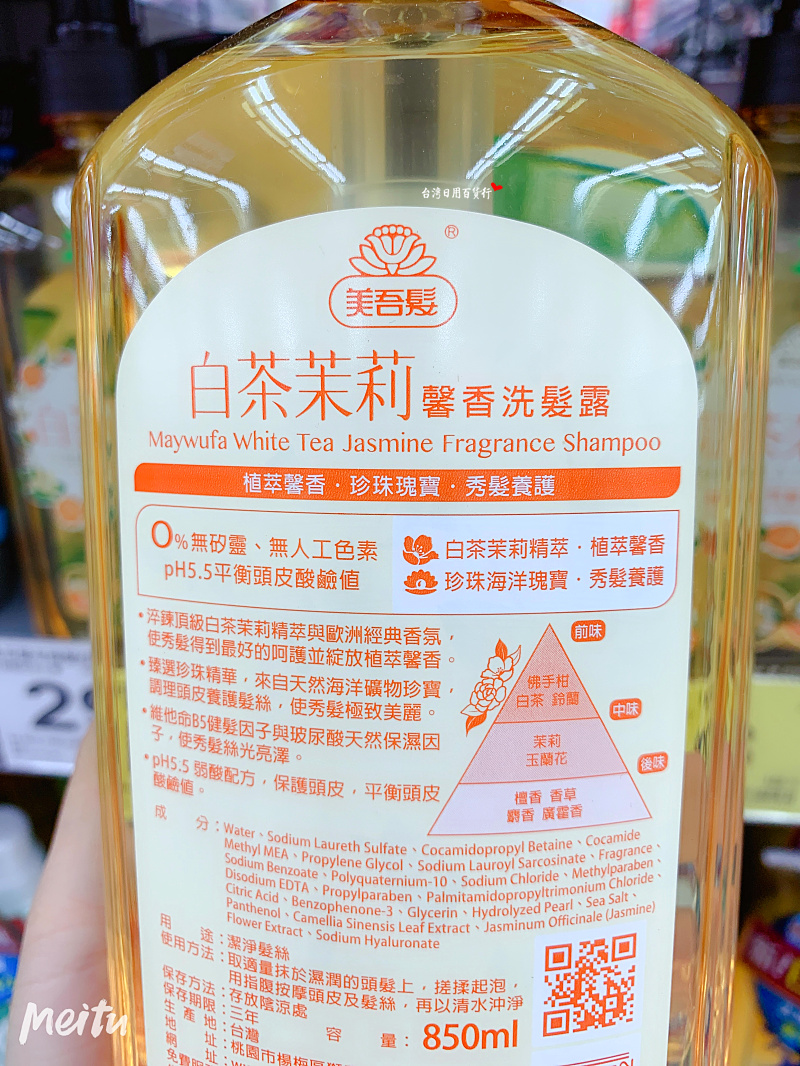 台湾日用百貨行
美吾髮
®
白茶茉莉馨香洗髮露
Maywufa White Tea Jasmine Fragrance Shampoo
植萃馨香・珍珠瑰寶・秀髮養護
0%無矽靈、無人工色素
pH5.5平衡頭皮酸鹼值
白茶茉莉精萃・植萃馨香
珍珠海洋瑰寶・秀髮養護
•淬鍊頂級白茶茉莉精萃與歐洲經典香氛，
使秀髮得到最好的呵護並綻放植萃馨香。
•臻選珍珠精華，來自天然海洋礦物珍寶，
調理頭皮養護髮絲，使秀髮極致美麗。
•維他命B5健髮因子與玻尿酸天然保濕因
子，使秀髮絲光亮澤。
•pH5.5 弱酸配方，保護頭皮，平衡頭皮
酸鹼值。
前味
佛手柑
白茶 鈴蘭
中味
茉莉
玉蘭花
後味
檀香 香草
麝香 廣霍香
成分：Water、Sodium Laureth Sulfate、Cocamidopropyl Betaine、Cocamide
Methyl MEA、Propylene Glycol、Sodium Lauroyl Sarcosinate、Fragrance、
Sodium Benzoate、Polyquaternium-10、Sodium Chloride、Methylparaben、
Disodium EDTA、Propylparaben、Palmitamidopropyltrimonium Chloride、
Citric Acid、Benzophenone-3、Glycerin、Hydrolyzed Pearl、Sea Salt、
Panthenol、Camellia Sinensis Leaf Extract、Jasminum Officinale (Jasmine)
Flower Extract、Sodium Hyaluronate
用途：潔淨髮絲
使用方法：取適量抹於濕潤的頭髮上，搓揉起泡，
用指腹按摩頭皮及髮絲，再以清水沖淨
保存方法：存放陰涼處
保存期限：三年
生產地：台灣
容量：850ml
地址：桃園市楊梅區
網址：
免費服
29
Meitu